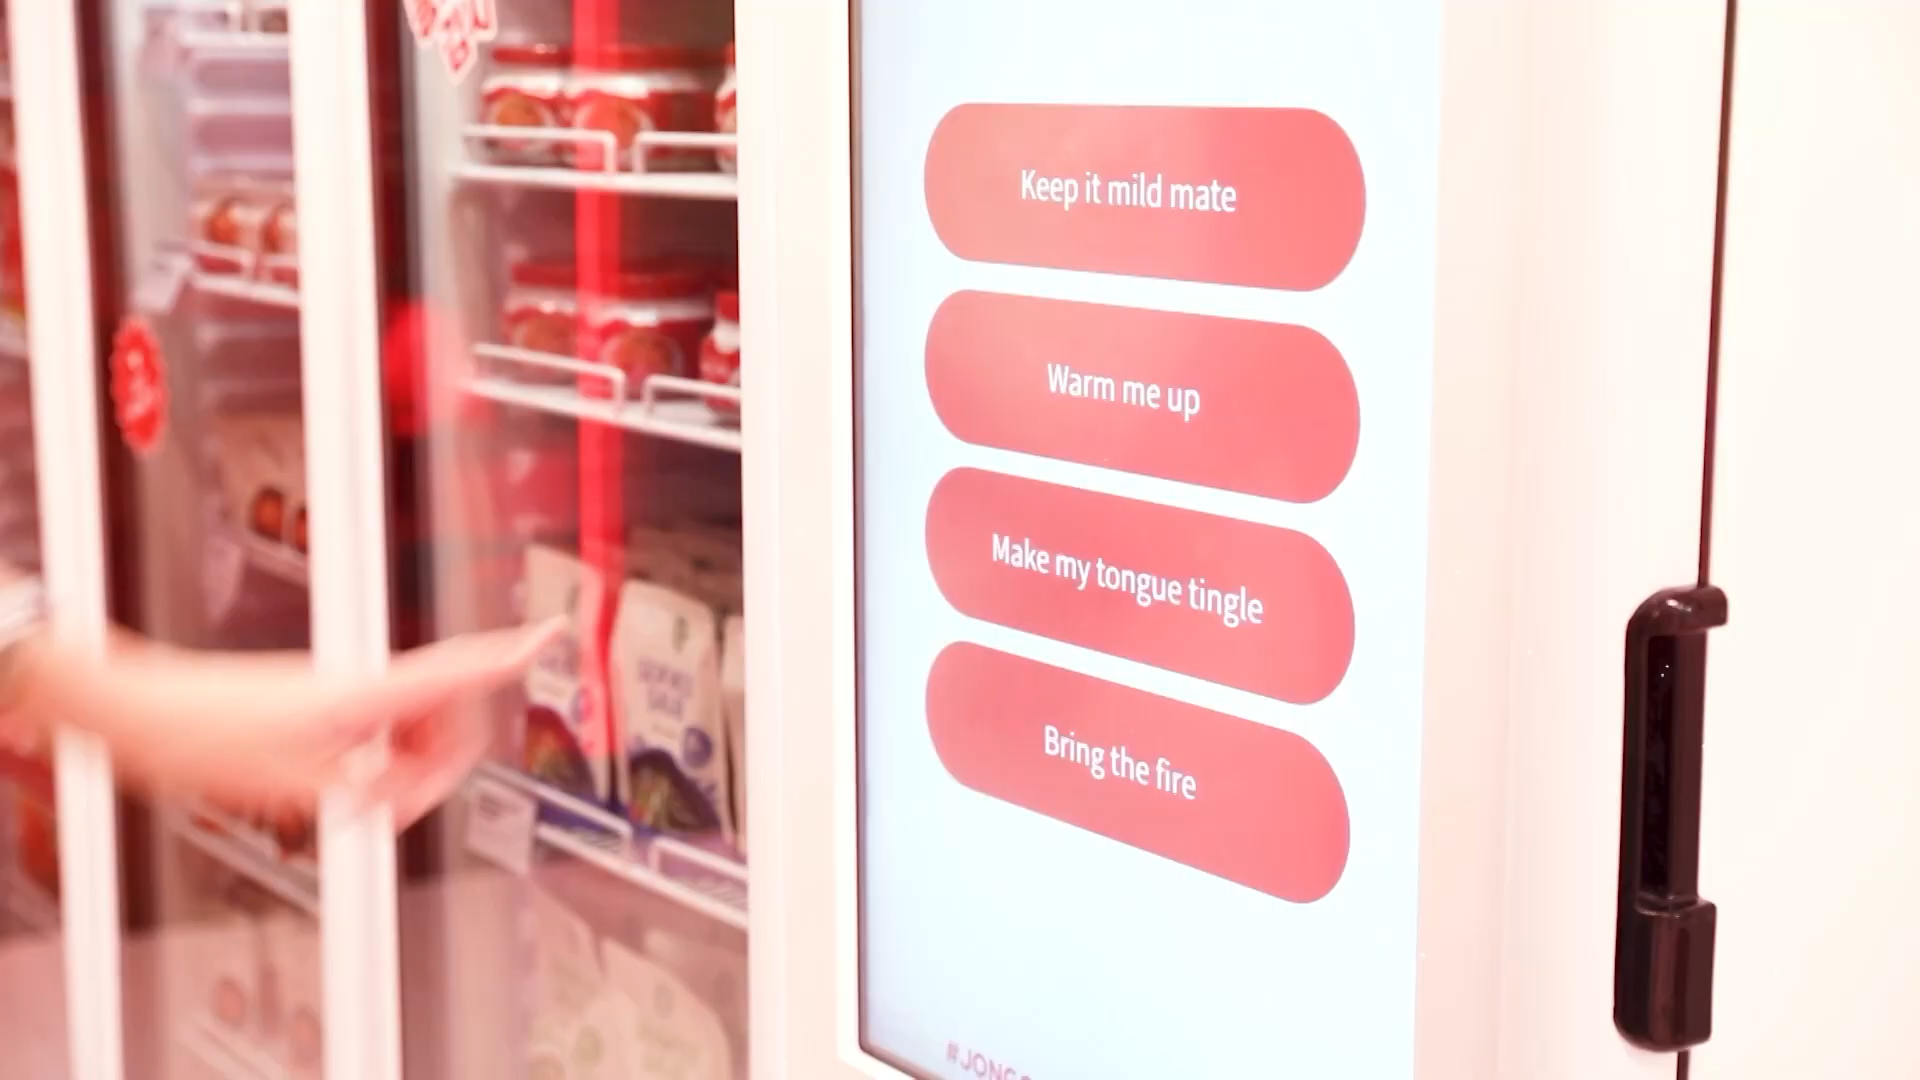 Keep it mild mate
Warm me up
Make my tongue tingle
Bring the fire